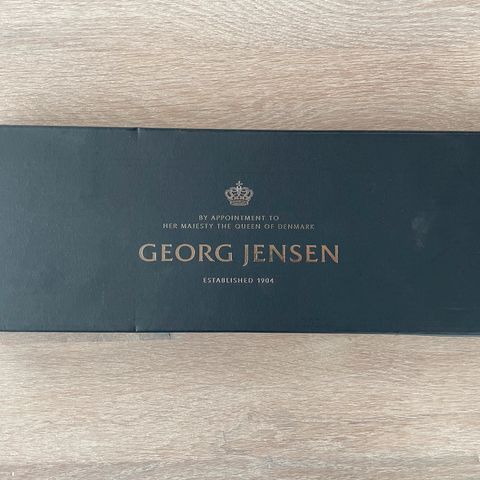 BY APPOINTMENT TO
HER MAJESTY THE QUEEN OF DENMARK
GEORG JENSEN
ESTABLISHED 1904